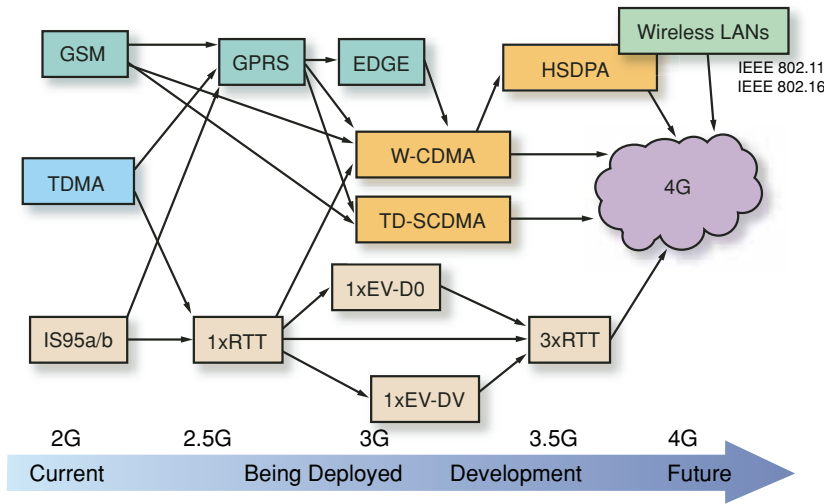 Wireless LANs
GSM
GPRS
EDGE
HSDPA
IEEE 802.11
IEEE 802.16
W-CDMA
TDMA
4G
TD-SCDMA
1xEV-D0
IS95a/b
1xRTT
3xRTT
1xEV-DV
2G 2.5G 3G 3.5G 4G
Current Being Deployed Development Future